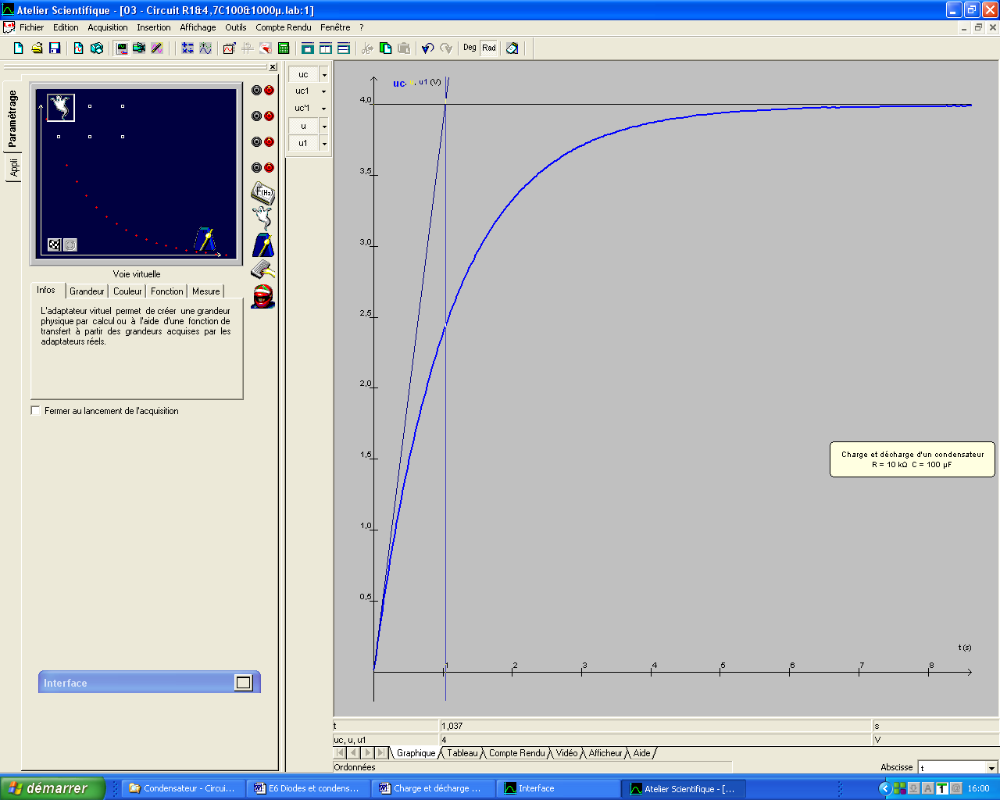 Atelier Scientifique - [03 - Circuit R1&4,7C100&1000µ.lab:1]
Fichier Edition Acquisition Insertion Affichage Outils Compte Rendu Fenêtre ?
Deg Rad
Paramètrage
Appli
F(H2)
Voie virtuelle
Infos Grandeur Couleur Fonction Mesure
L'adaptateur virtuel permet de créer une grandeur
physique par calcul ou à l'aide d'une fonction de
transfert à partir des grandeurs acquises par les
adaptateurs réels.
Fermer au lancement de l'acquisition
Interface
uc
uc1
uc'1
u
u1
uc, u, u1 (V)
4,0
3,5
3,0
2,5
2,0
1,5
1,0
0,5
1 2 3 4 5 6 7 8
t (s)
Charge et décharge d'un condensateur
R = 10 kΩ C = 100 µF
t 1,037 s
uc, u, u1 4 V
Graphique Tableau Compte Rendu Vidéo Afficheur Aide
Ordonnées Abscisse t
démarrer Condensateur - Circui... E6 Diodes et condens... Charge et décharge ... Interface Atelier Scientifique - [... A 1 @ 16:00